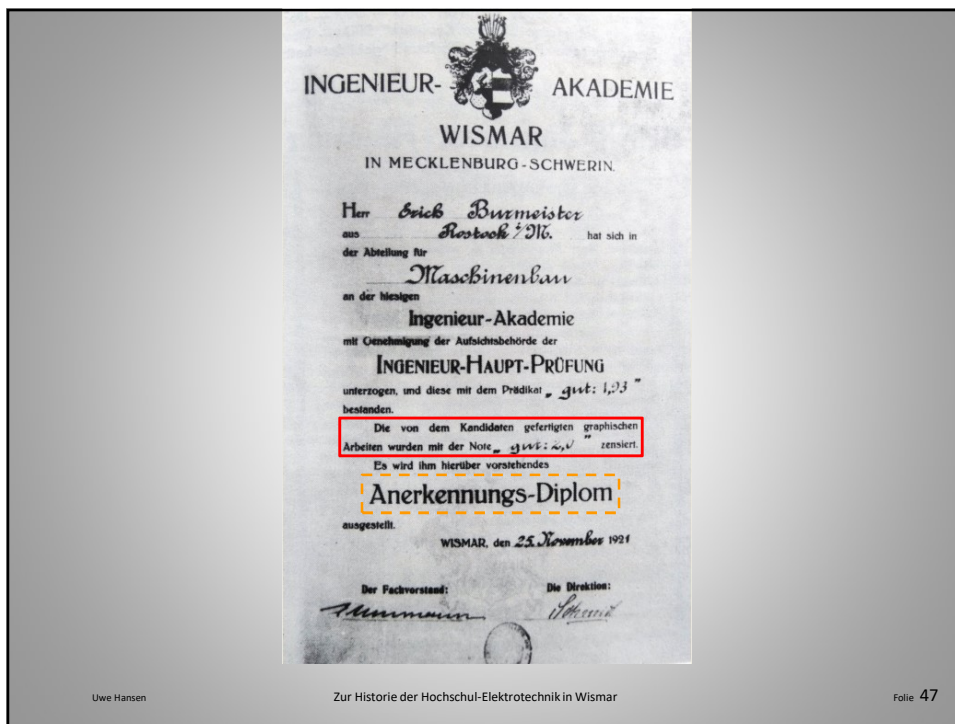 INGENIEUR- AKADEMIE
WISMAR
IN MECKLENBURG-SCHWERIN.
Herr Erich Burmeister
aus Rostock i/M. hat sich in
der Abteilung für
Maschinenbau
an der hiesigen
Ingenieur-Akademie
mit Genehmigung der Aufsichtsbehörde der
INGENIEUR-HAUPT-PRÜFUNG
unterzogen, und diese mit dem Prädikat „ gut: 1,93 "
bestanden.
Die von dem Kandidaten gefertigten graphischen
Arbeiten wurden mit der Note „ gut: 2,0 " zensiert.
Es wird ihm hierüber vorstehendes
Anerkennungs-Diplom
ausgestellt.
WISMAR, den 25. November 1921
Der Fachvorstand: Die Direktion:
Schmid
Uwe Hansen Zur Historie der Hochschul-Elektrotechnik in Wismar Folie 47